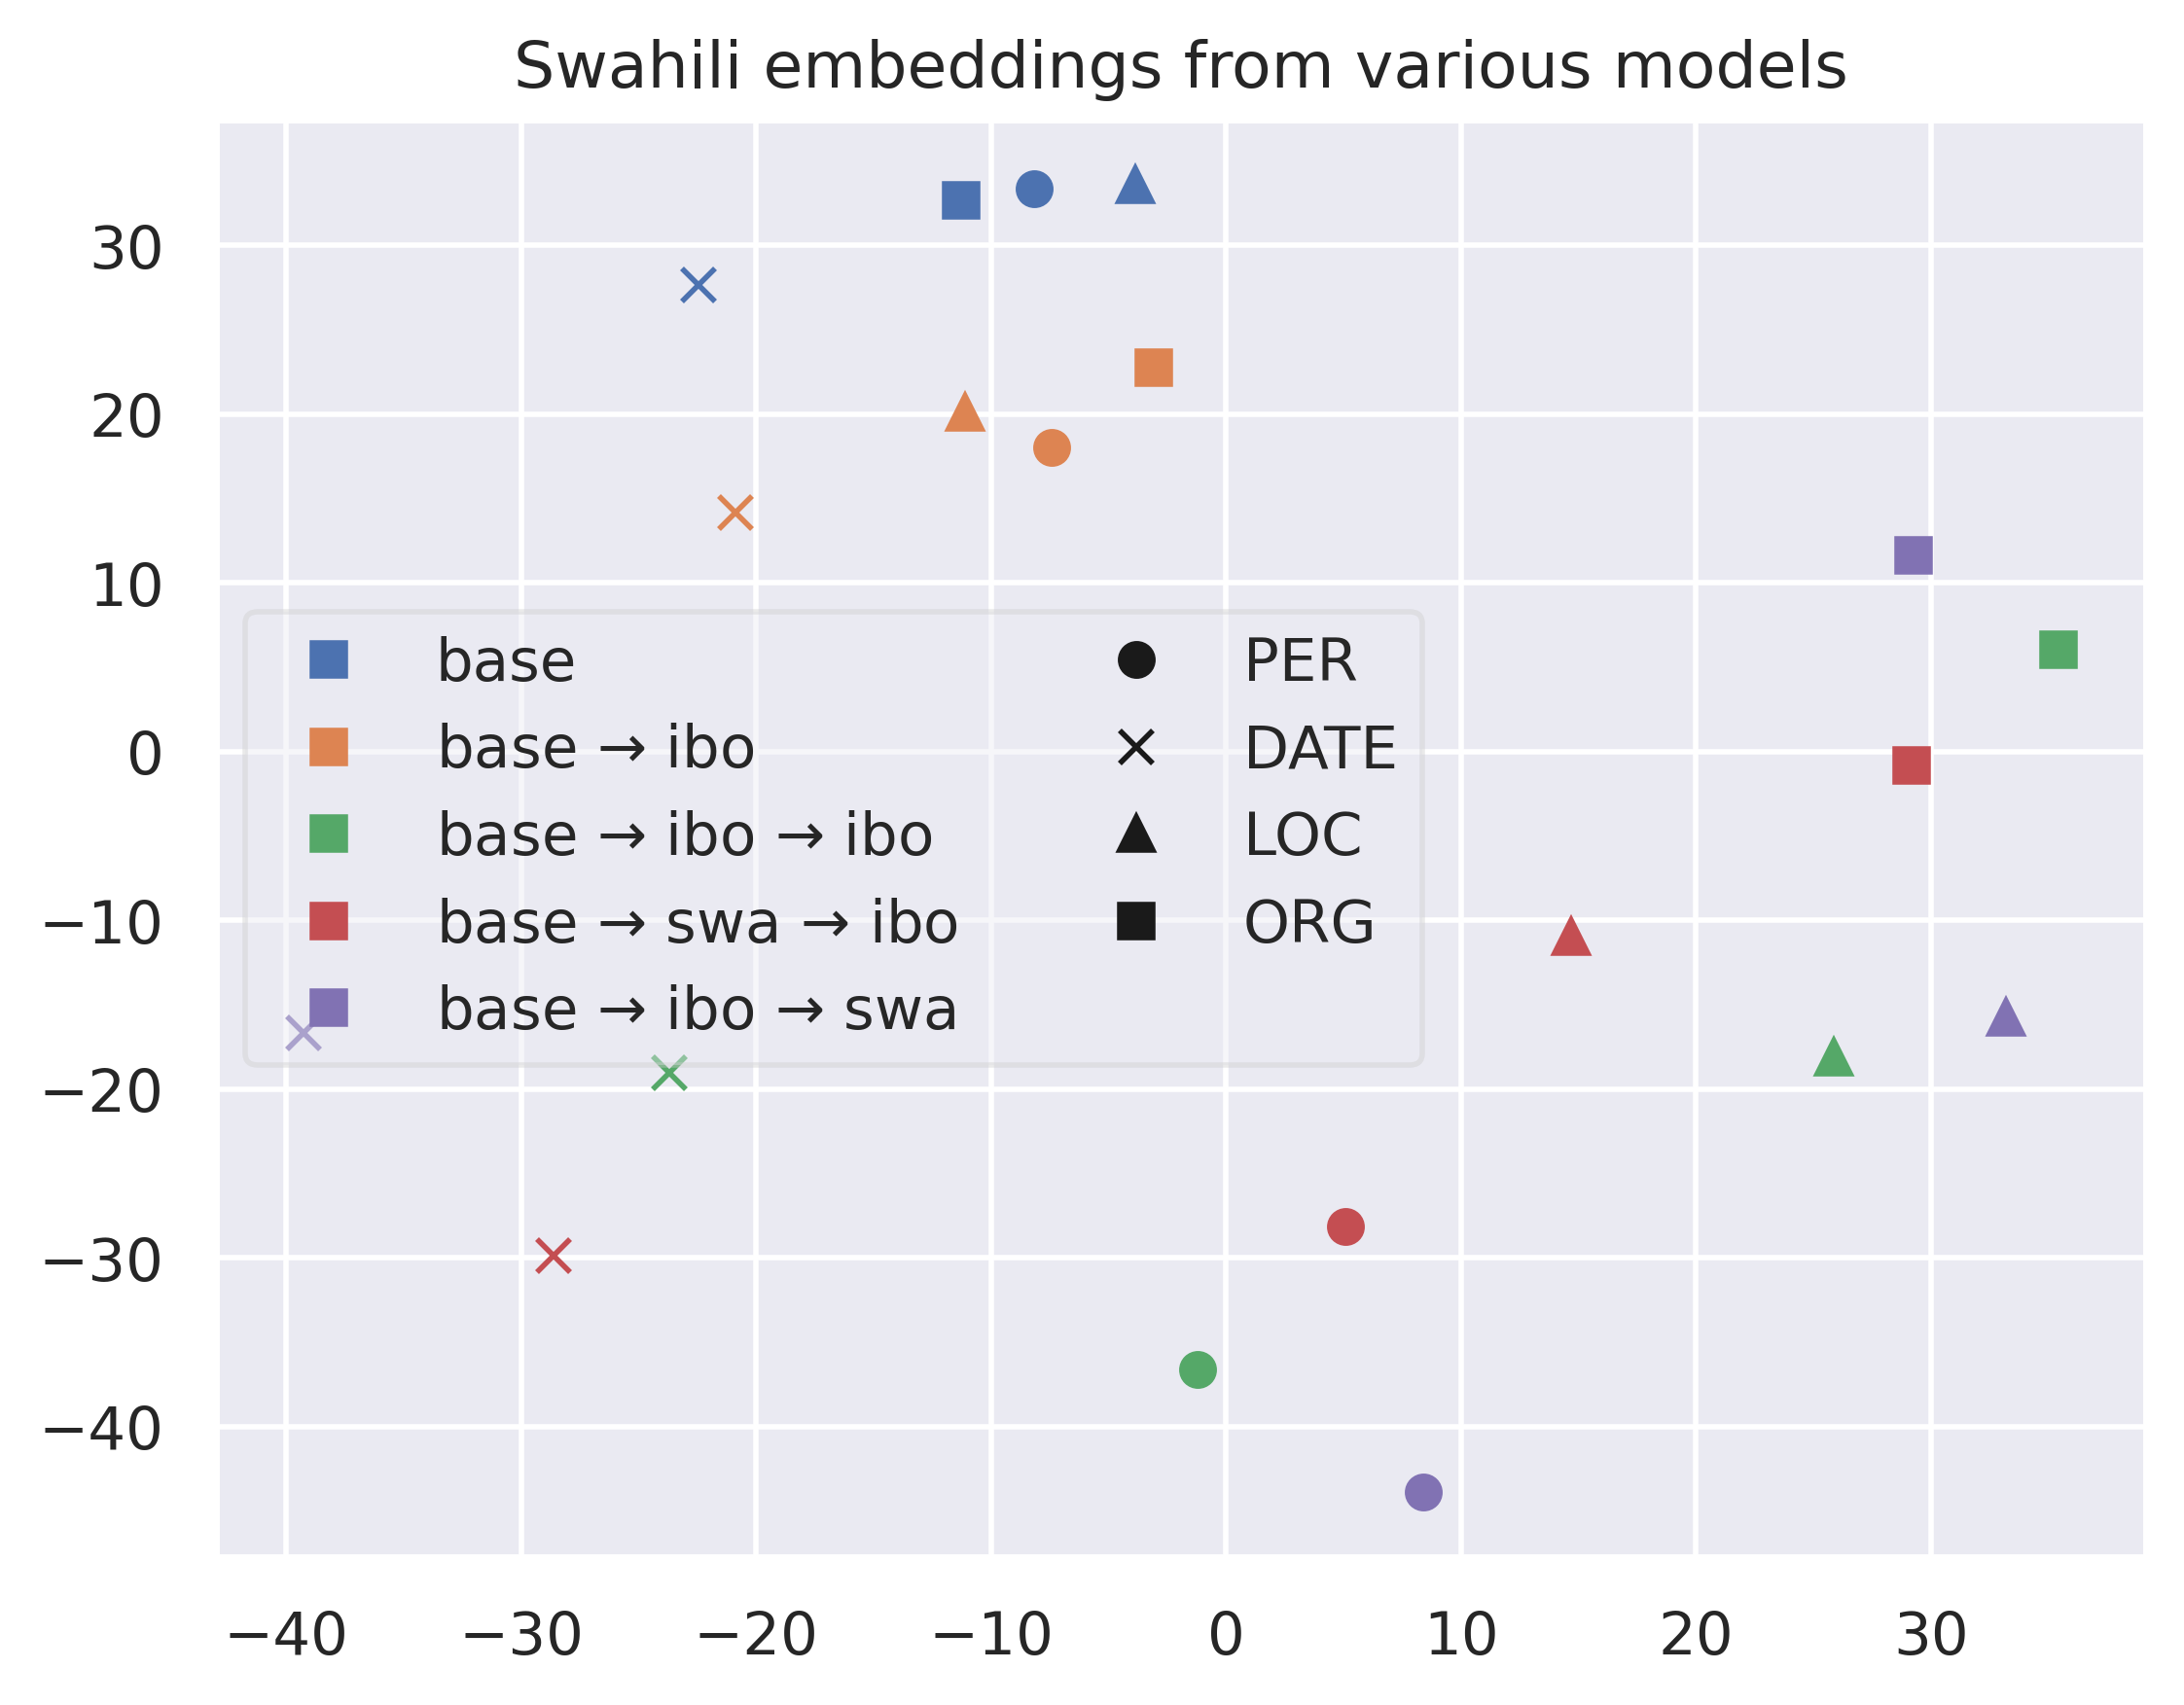 Swahili embeddings from various models
30
20
10
0
−10
−20
−30
−40
base
base → ibo
base → ibo → ibo
base → swa → ibo
base → ibo → swa
PER
DATE
LOC
ORG
−40 −30 −20 −10 0 10 20 30